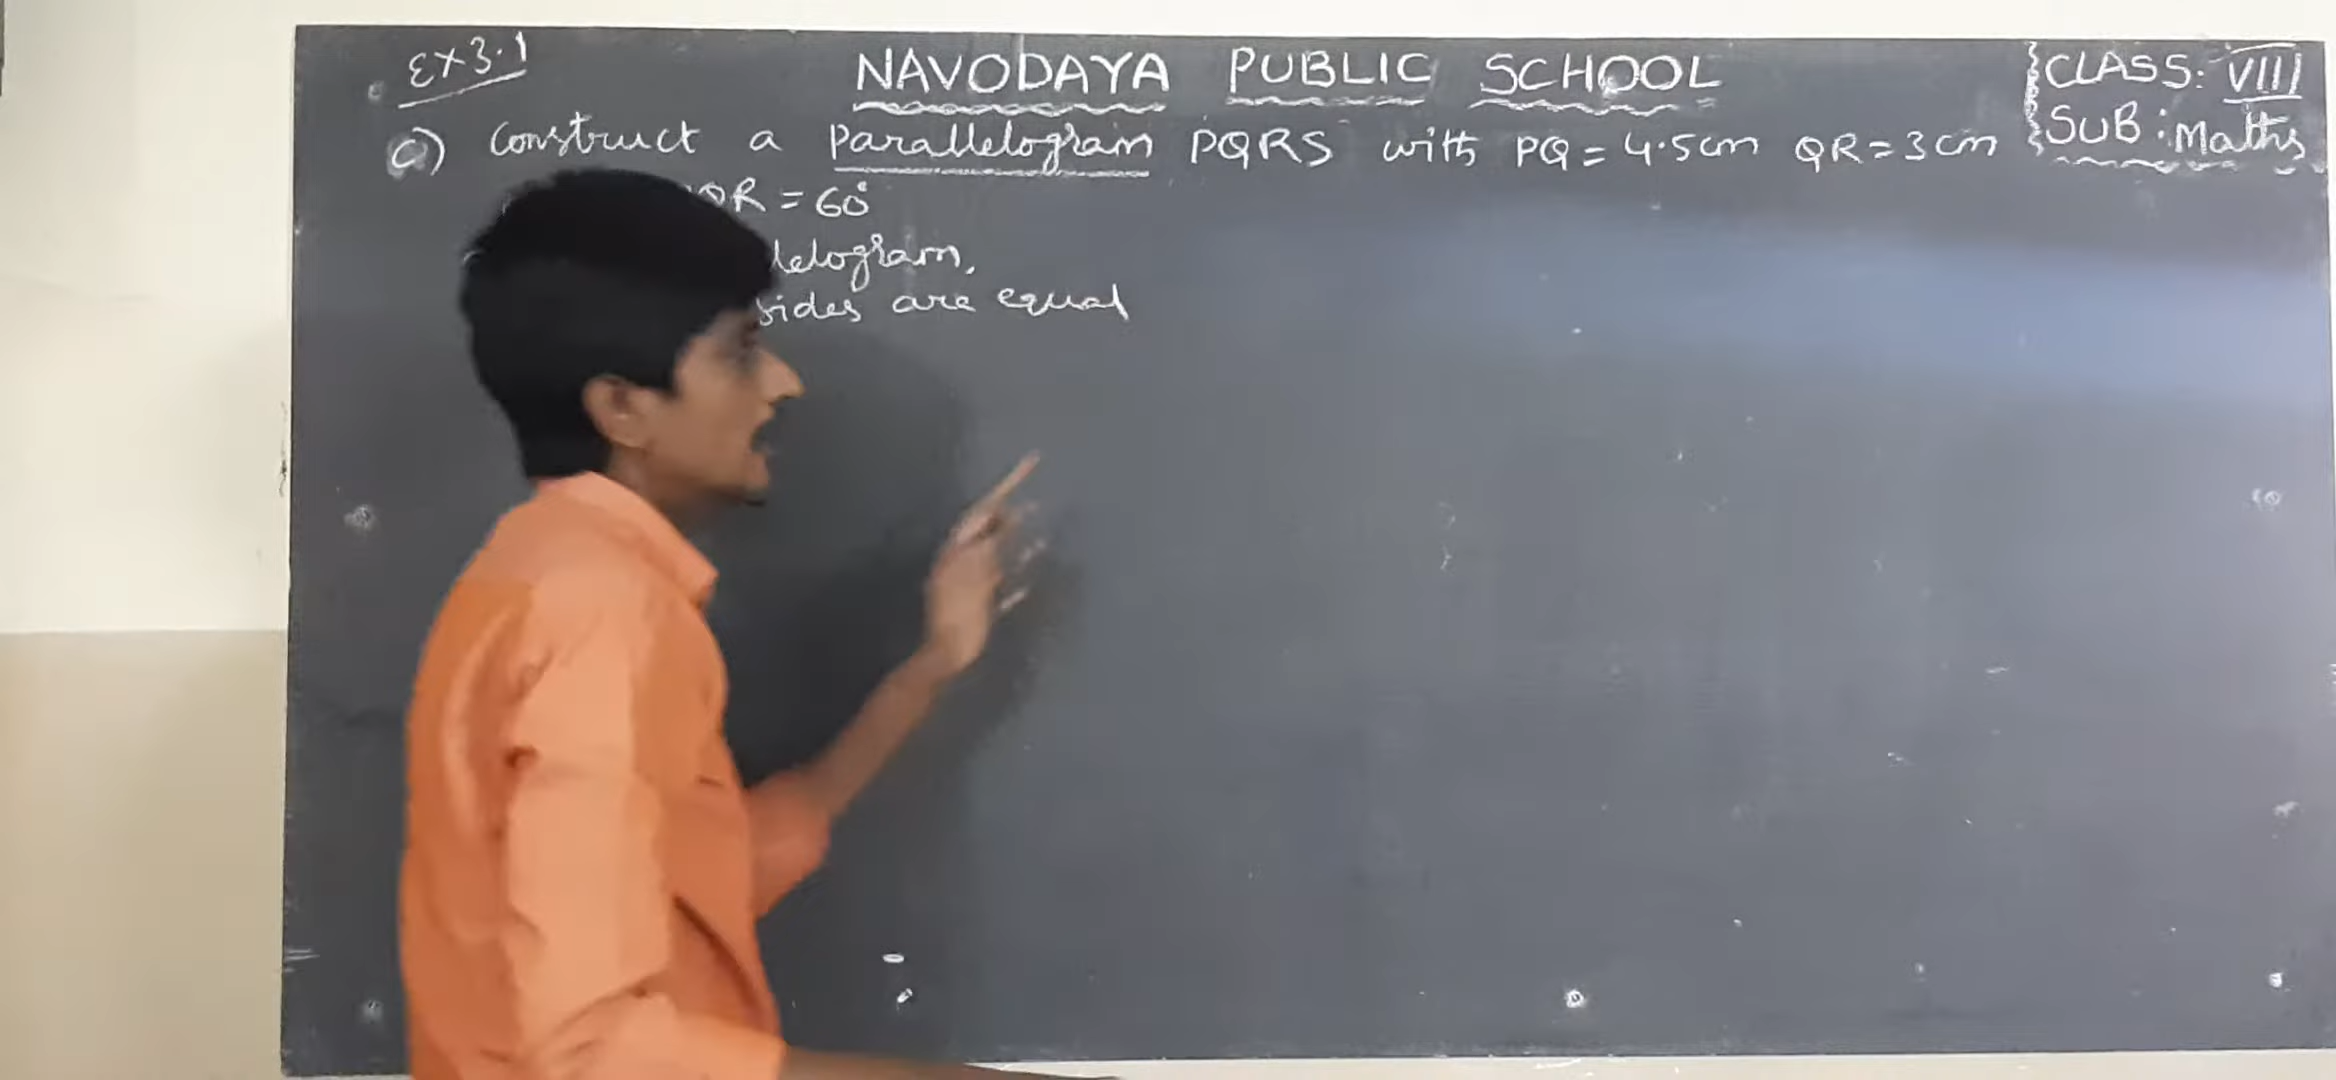 Ex 3.1
NAVODAYA PUBLIC SCHOOL
CLASS: VIII
SUB: Maths
c) Construct a parallelogram PQRS with PQ = 4.5cm QR = 3cm
QR = 60°
lelogram,
sides are equal